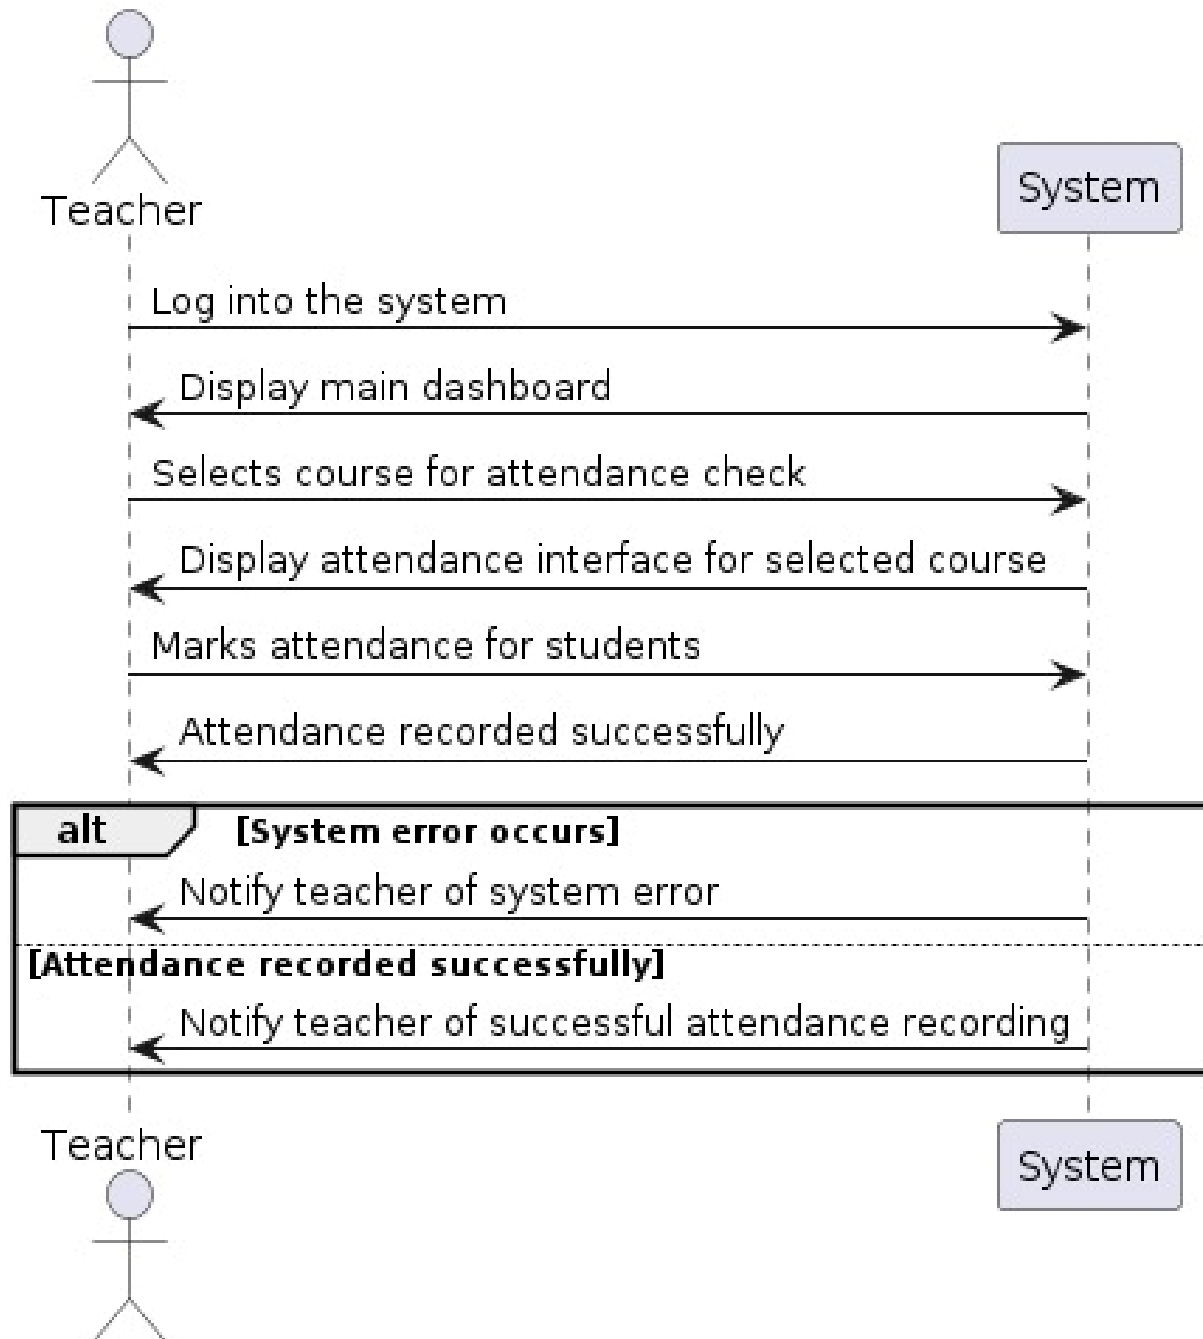 Teacher
System
Log into the system
Display main dashboard
Selects course for attendance check
Display attendance interface for selected course
Marks attendance for students
Attendance recorded successfully
alt [System error occurs]
Notify teacher of system error
[Attendance recorded successfully]
Notify teacher of successful attendance recording
Teacher
System